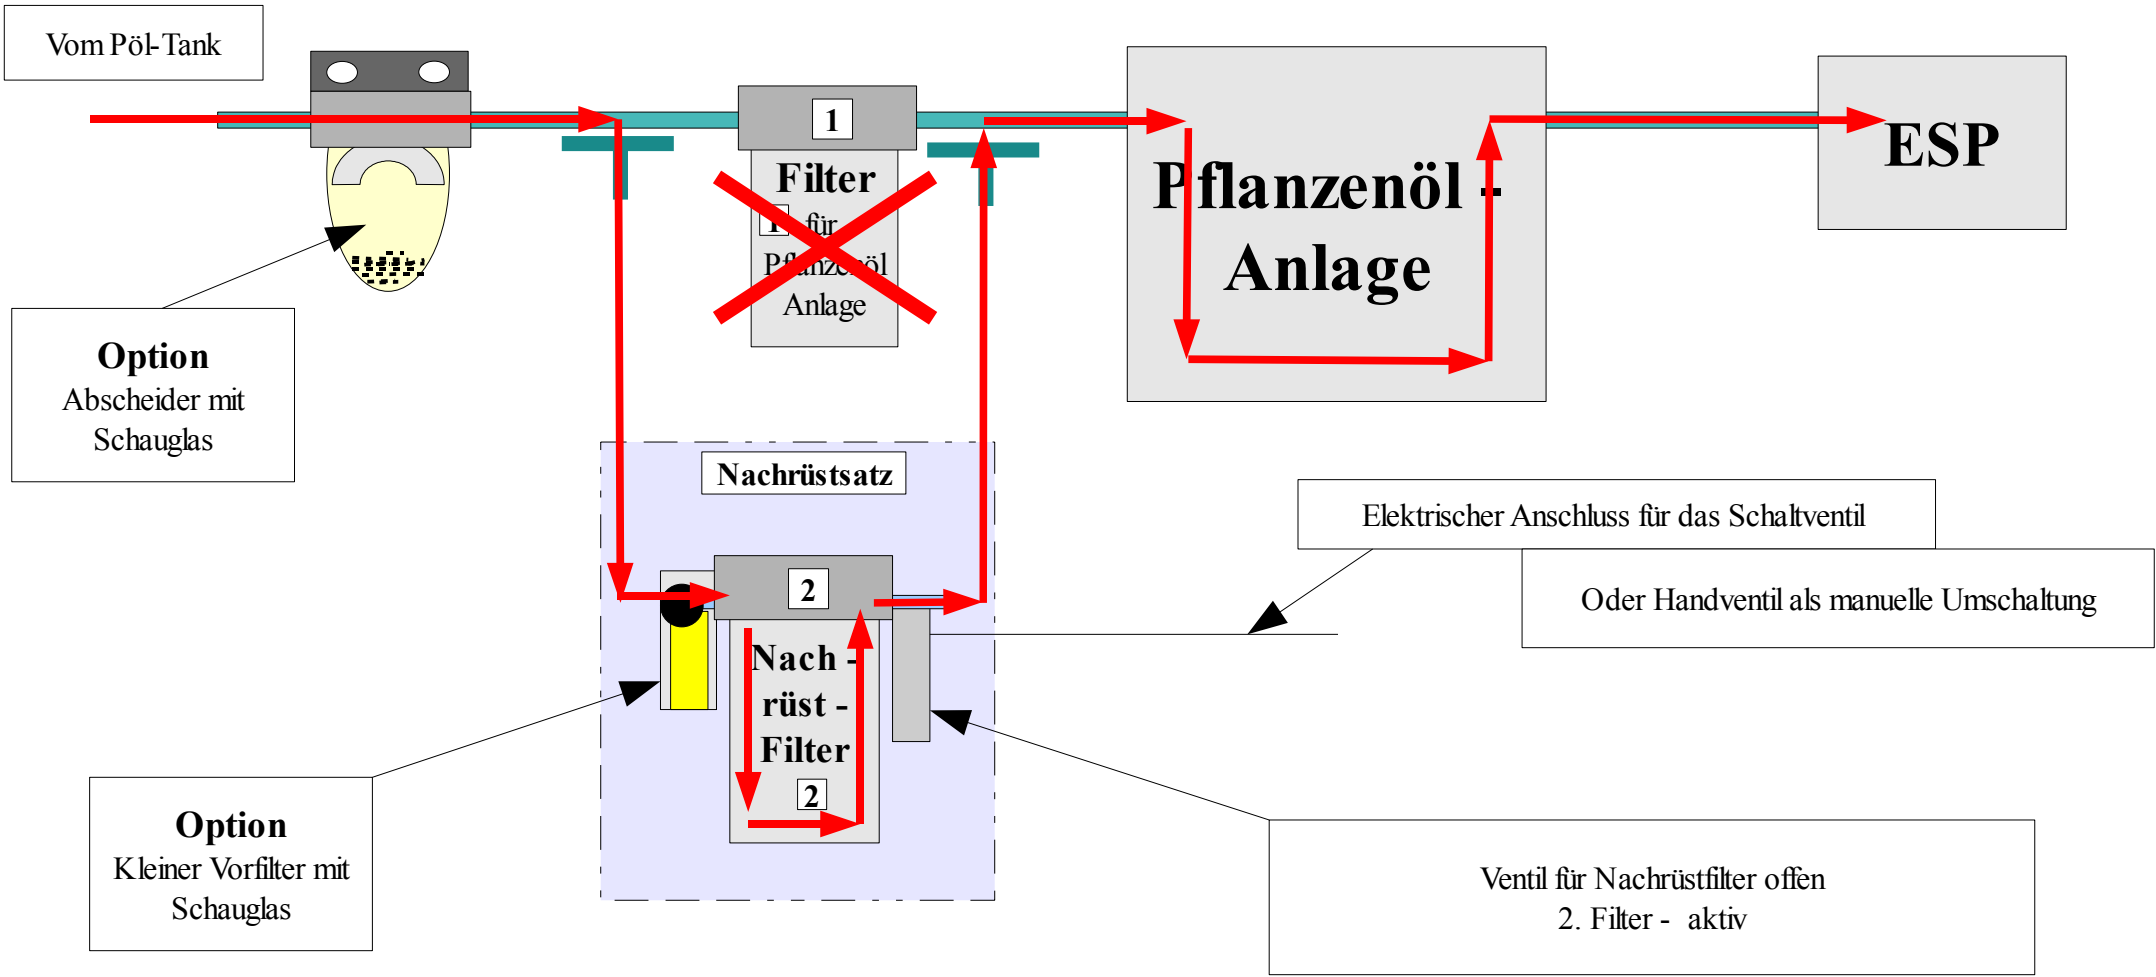 Vom Pöl-Tank
1
Filter
1 für
Pflanzenöl
Anlage
Pflanzenöl -
Anlage
ESP
Option
Abscheider mit
Schauglas
Nachrüstsatz
2
Nach -
rüst -
Filter
2
Elektrischer Anschluss für das Schaltventil
Oder Handventil als manuelle Umschaltung
Option
Kleiner Vorfilter mit
Schauglas
Ventil für Nachrüstfilter offen
2. Filter - aktiv